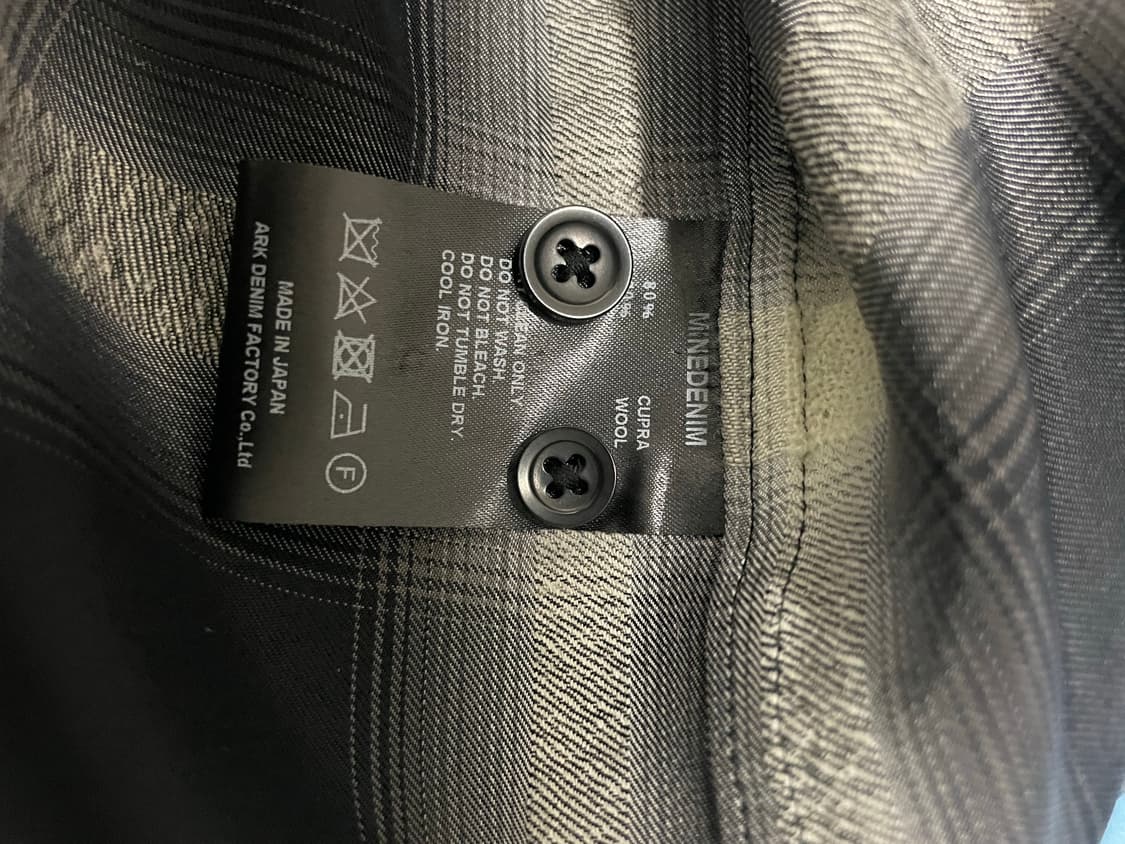 MINEDENIM
80% CUPRA
WOOL
ONLY
DO NOT WASH.
DO NOT BLEACH.
DO NOT TUMBLE DRY.
COOL IRON.
F
MADE IN JAPAN
ARK DENIM FACTORY Co.,Ltd